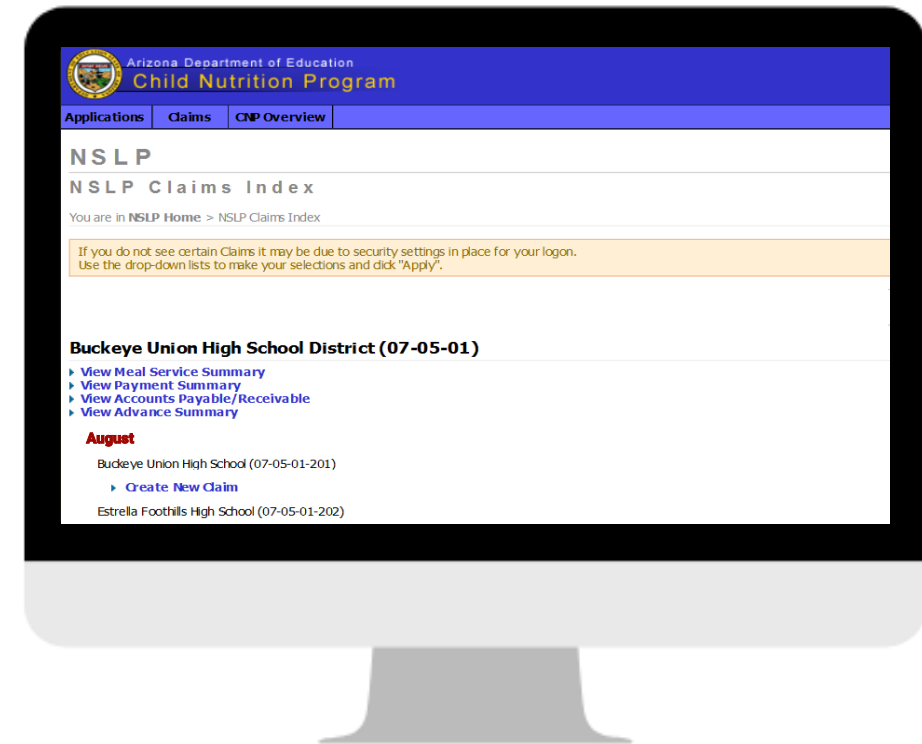 Arizona Department of Education
Child Nutrition Program
Applications Claims CNP Overview
NSLP
NSLP Claims Index
You are in NSLP Home > NSLP Claims Index
If you do not see certain Claims it may be due to security settings in place for your logon.
Use the drop-down lists to make your selections and click "Apply".
Buckeye Union High School District (07-05-01)
View Meal Service Summary
View Payment Summary
View Accounts Payable/Receivable
View Advance Summary
August
Buckeye Union High School (07-05-01-201)
Create New Claim
Estrella Foothills High School (07-05-01-202)